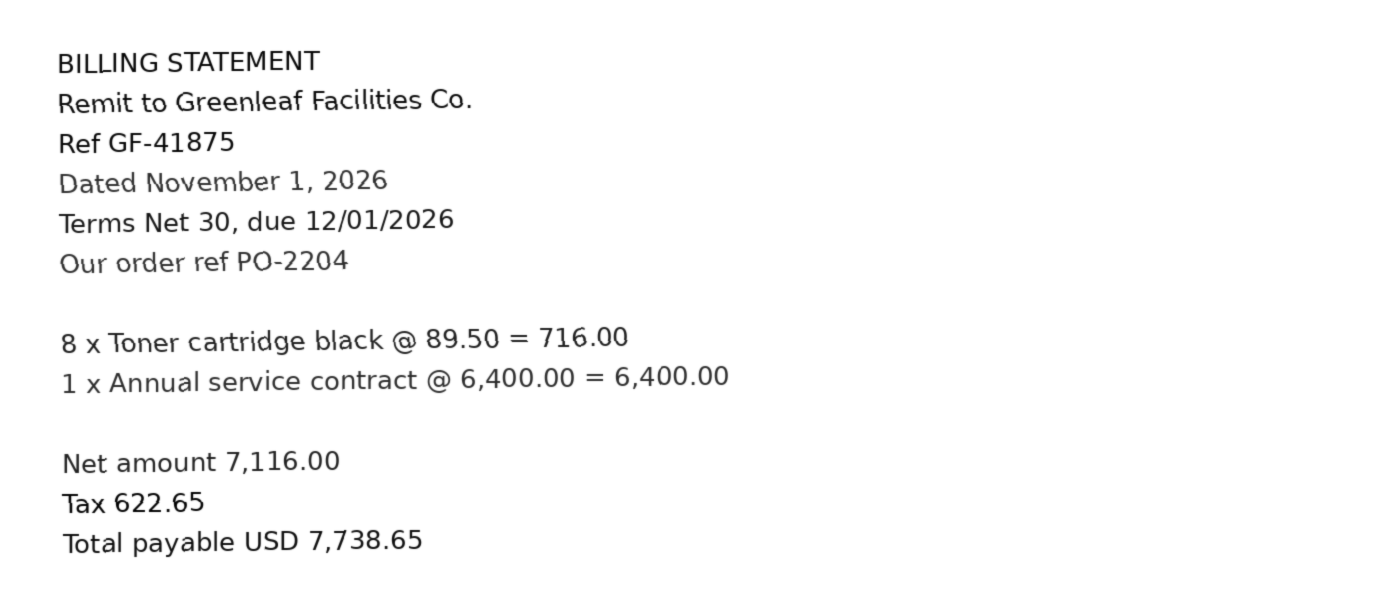 BILLING STATEMENT
Remit to Greenleaf Facilities Co.
Ref GF-41875
Dated November 1, 2026
Terms Net 30, due 12/01/2026
Our order ref PO-2204
8 x Toner cartridge black @ 89.50 = 716.00
1 x Annual service contract @ 6,400.00 = 6,400.00
Net amount 7,116.00
Tax 622.65
Total payable USD 7,738.65